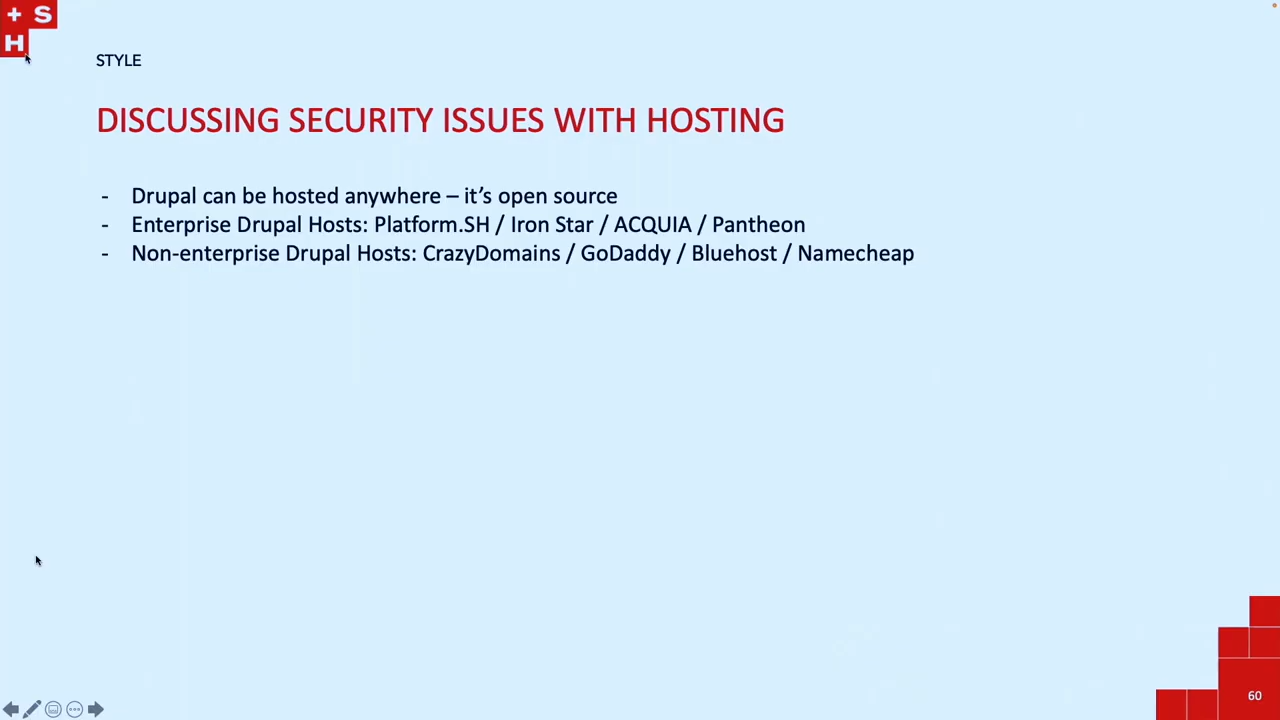 + S
H
STYLE
DISCUSSING SECURITY ISSUES WITH HOSTING
- Drupal can be hosted anywhere – it’s open source
- Enterprise Drupal Hosts: Platform.SH / Iron Star / ACQUIA / Pantheon
- Non-enterprise Drupal Hosts: CrazyDomains / GoDaddy / Bluehost / Namecheap
60